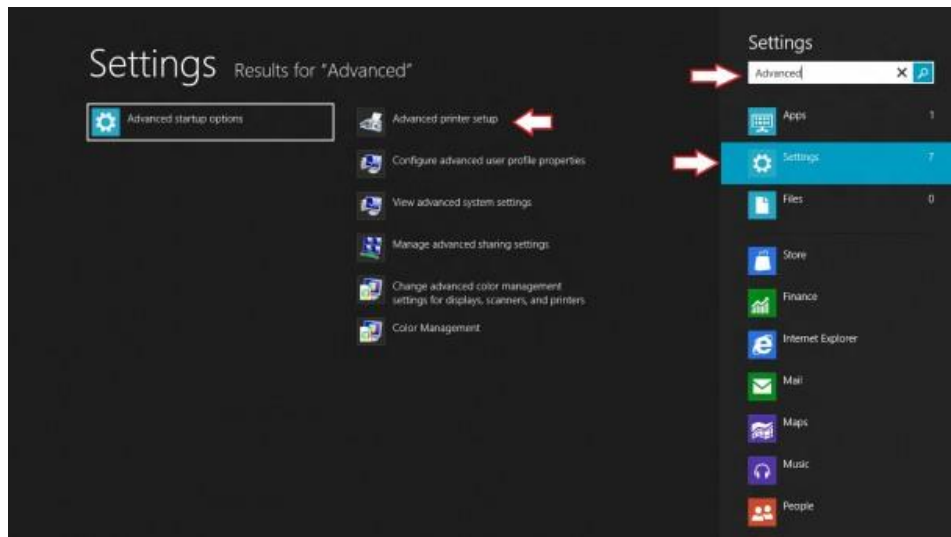 Settings Results for "Advanced"
Advanced startup options
Advanced printer setup
Configure advanced user profile properties
View advanced system settings
Manage advanced sharing settings
Change advanced color management
settings for displays, scanners, and printers
Color Management
Settings
Advanced
Apps 1
Settings 7
Files 0
Store
Finance
Internet Explorer
Mail
Maps
Music
People